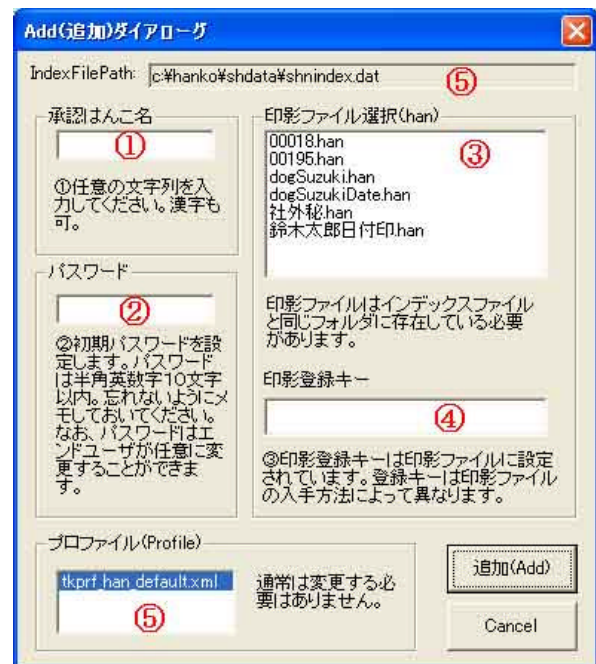 Add(追加)ダイアローグ
IndexFilePath: c:¥hanko¥shdata¥shnindex.dat ⑤
承認はんこ名
①
①任意の文字列を入
力してください。漢字も
可。
パスワード
②
②初期パスワードを設
定します。パスワード
は半角英数字10文字
以内。忘れないようにメ
モしておいてください。
なお、パスワードはエ
ンドユーザが任意に変
更することができま
す。
印影ファイル選択(han)
00018.han
00195.han
③
dogSuzuki.han
dogSuzukiDate.han
社外秘.han
鈴木太郎日付印.han
印影ファイルはインデックスファイル
と同じフォルダに存在している必要
があります。
印影登録キー
④
③印影登録キーは印影ファイルに設定
されています。登録キーは印影ファイル
の入手方法によって異なります。
プロファイル(Profile)
tkprf_han_default.xml
⑤
通常は変更する必
要はありません。
追加(Add)
Cancel